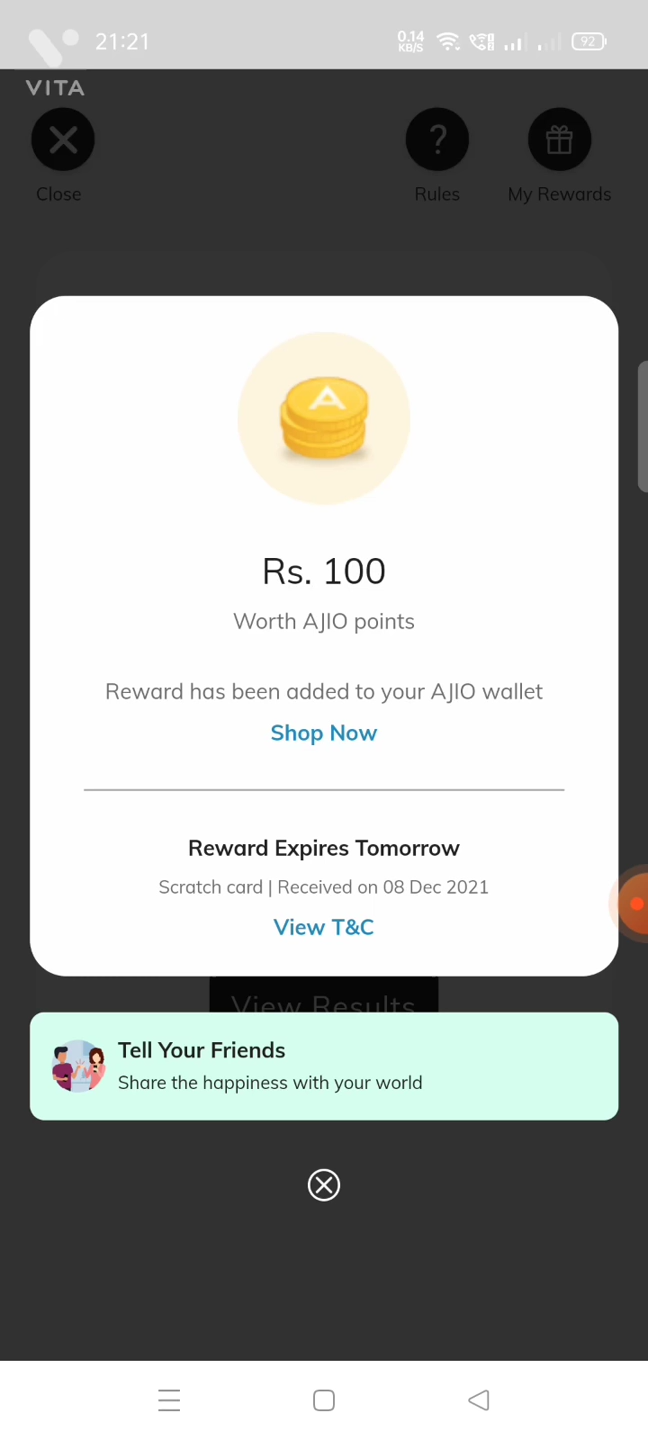 21:21
0.14
KB/S
92
VITA
?
Close
Rules
My Rewards
A
Rs. 100
Worth AJIO points
Reward has been added to your AJIO wallet
Shop Now
Reward Expires Tomorrow
Scratch card | Received on 08 Dec 2021
View T&C
View Results
Tell Your Friends
Share the happiness with your world